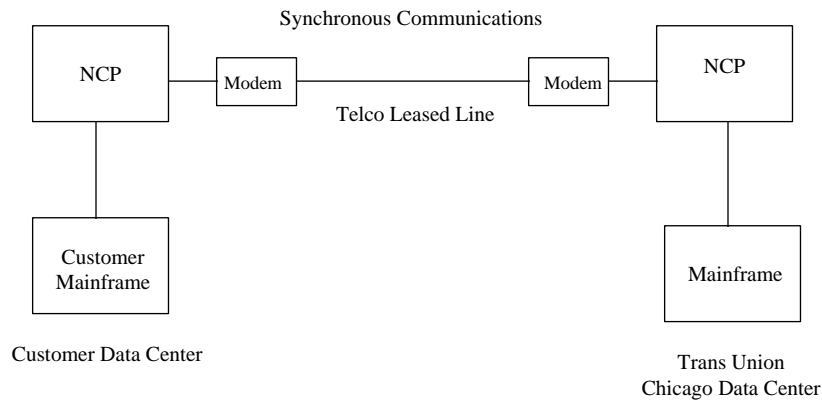 Synchronous Communications
NCP
NCP
Modem
Modem
Telco Leased Line
Customer
Mainframe
Mainframe
Customer Data Center
Trans Union
Chicago Data Center